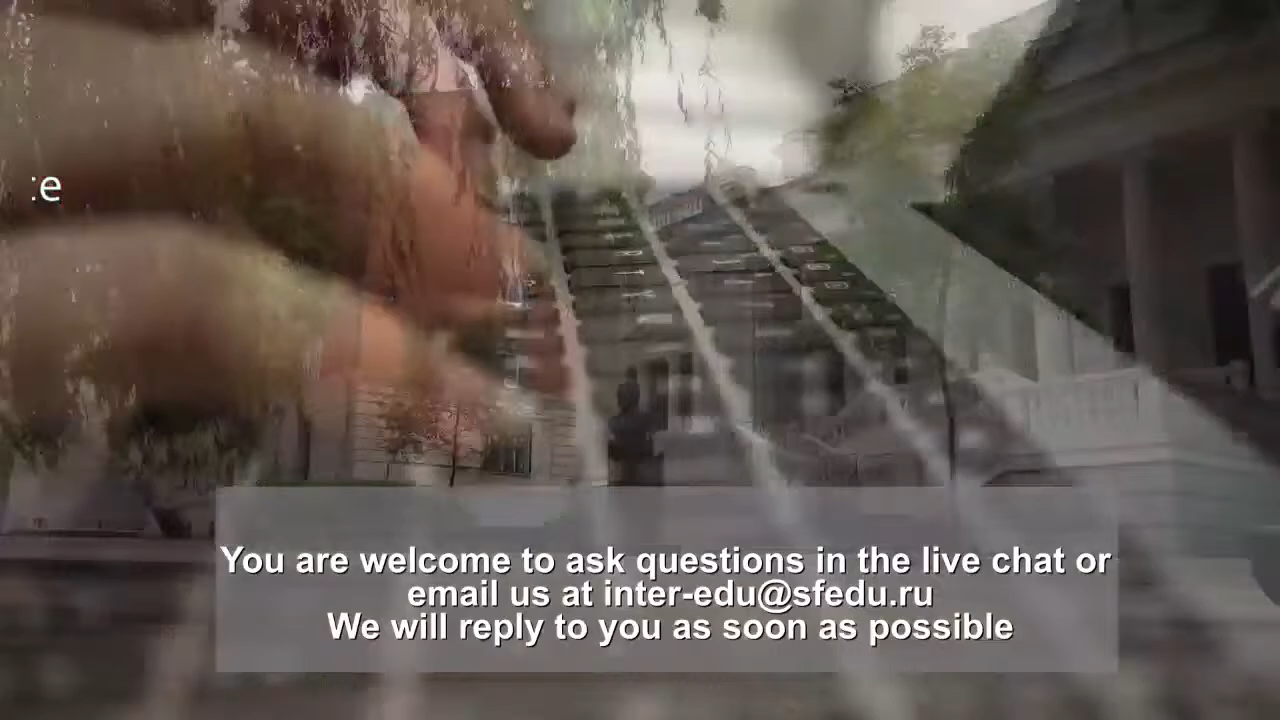 :e
You are welcome to ask questions in the live chat or
email us at inter-edu@sfedu.ru
We will reply to you as soon as possible